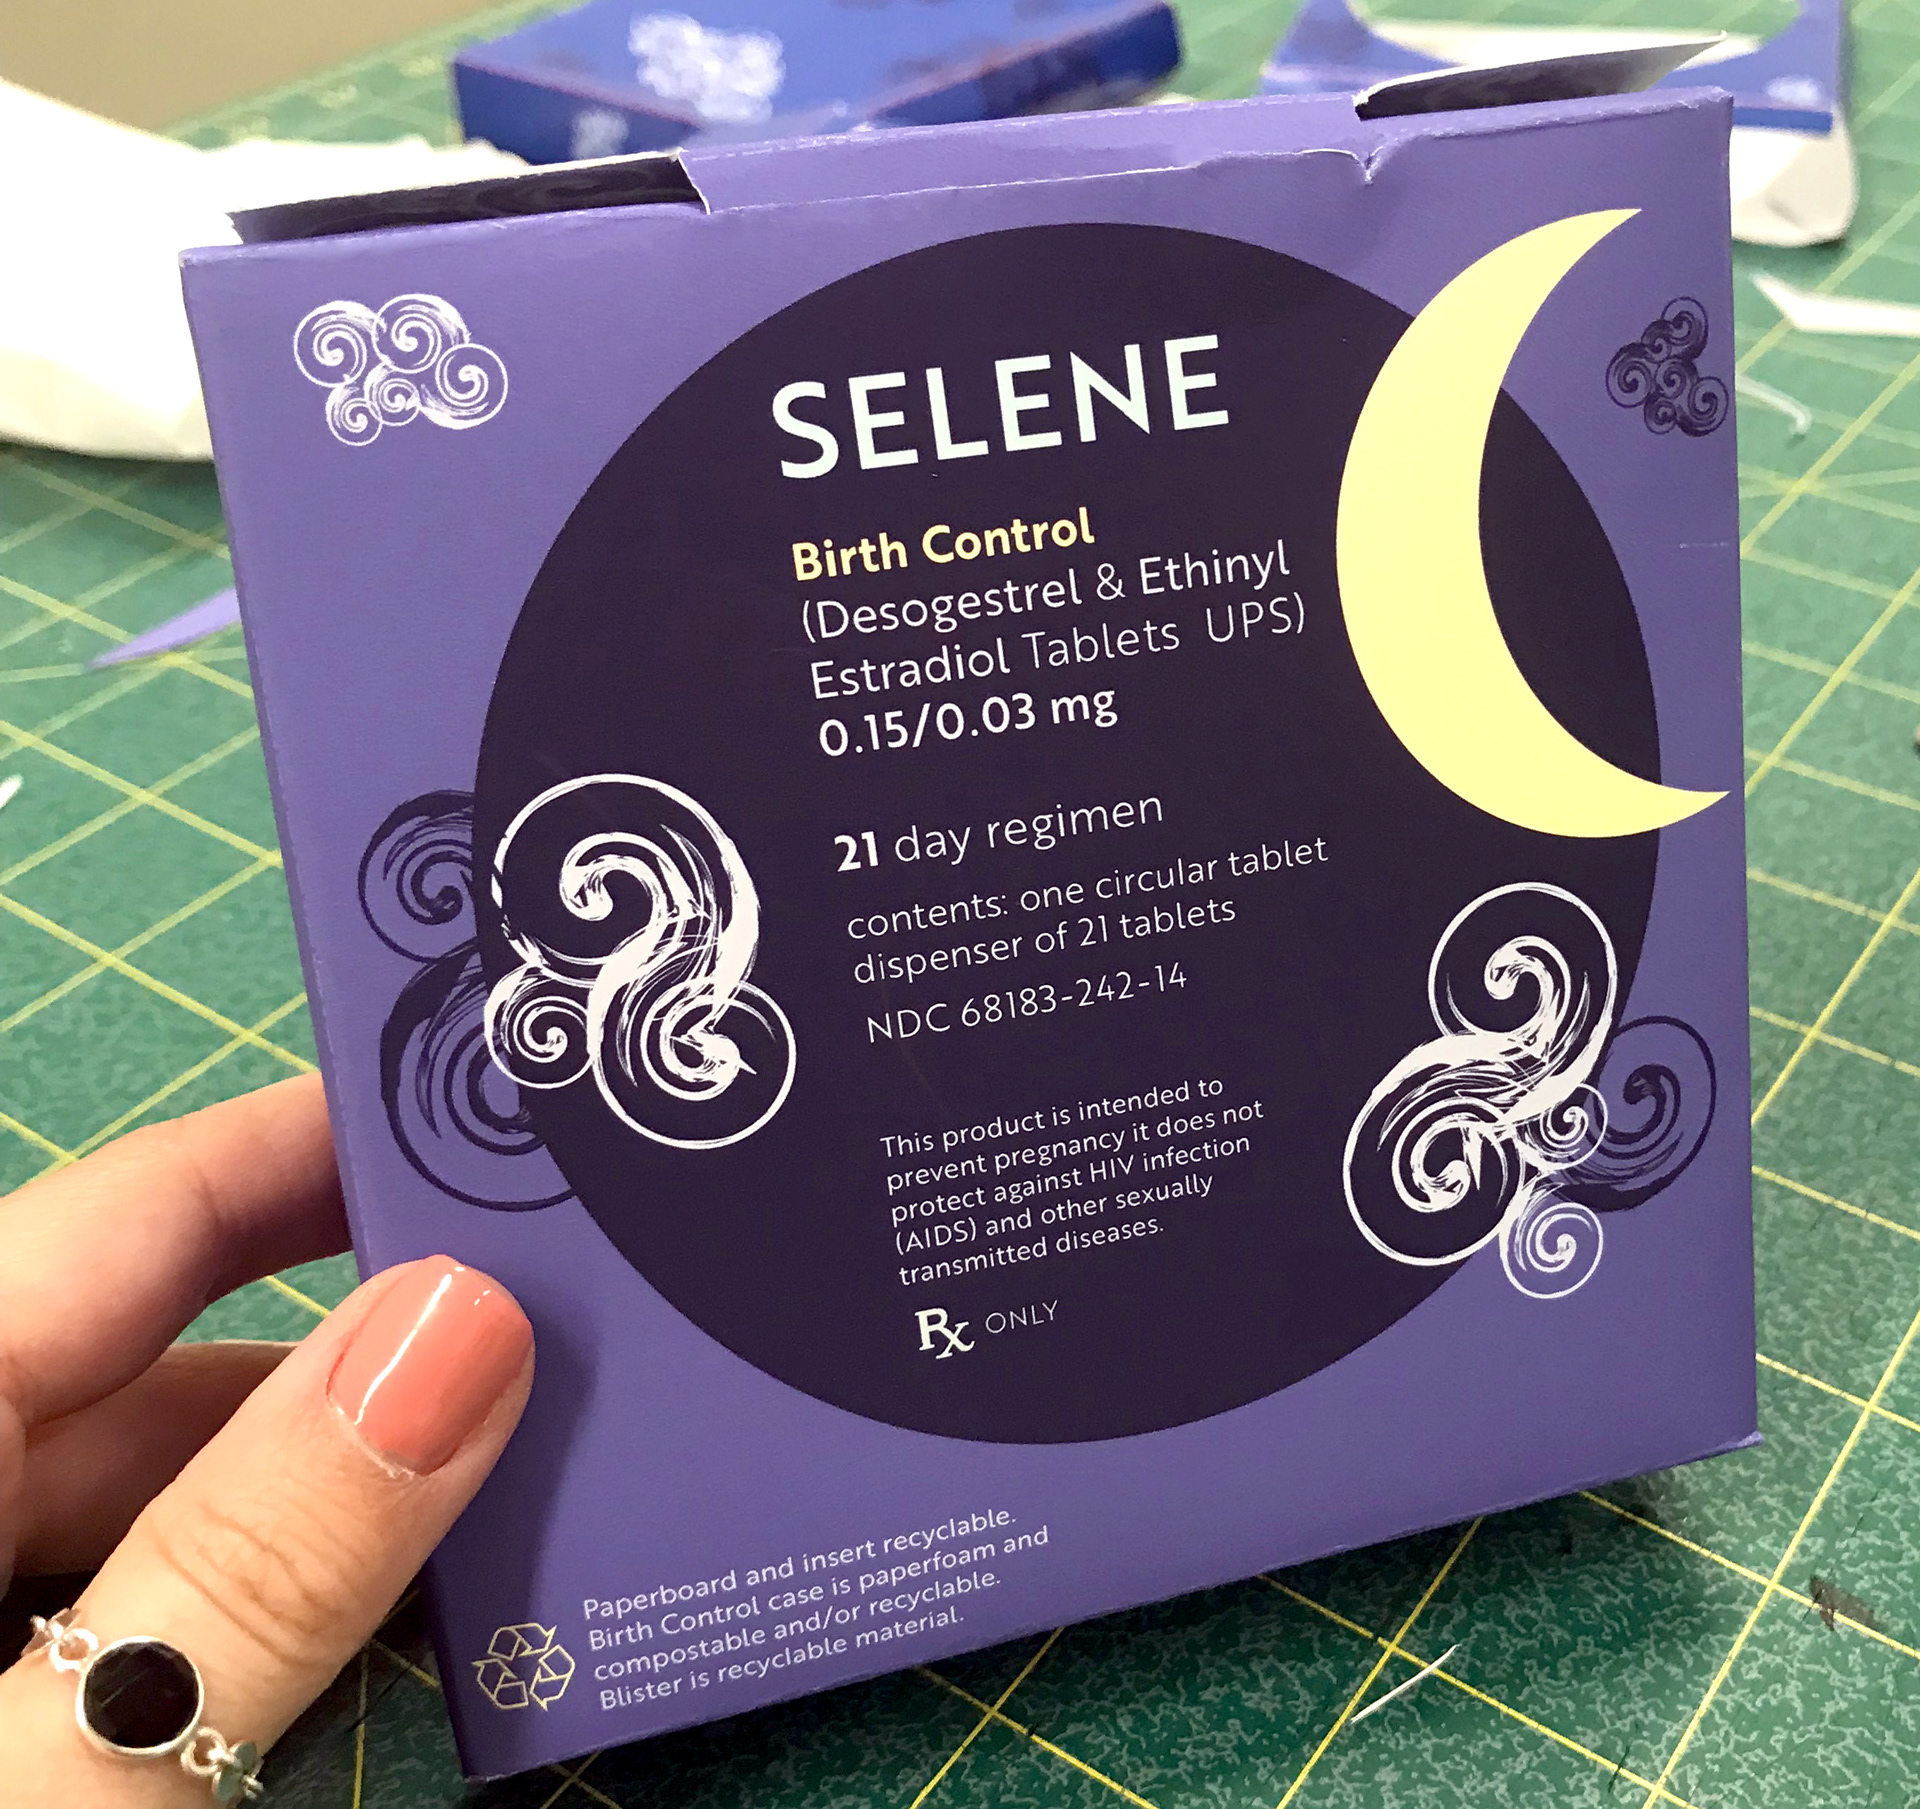 SELENE
Birth Control
(Desogestrel & Ethinyl
Estradiol Tablets UPS)
0.15/0.03 mg
21 day regimen
contents: one circular tablet
dispenser of 21 tablets
NDC 68183-242-14
This product is intended to
prevent pregnancy it does not
protect against HIV infection
(AIDS) and other sexually
transmitted diseases.
Rx ONLY
Paperboard and insert recyclable.
Birth Control case is paperfoam and
compostable and/or recyclable.
Blister is recyclable material.